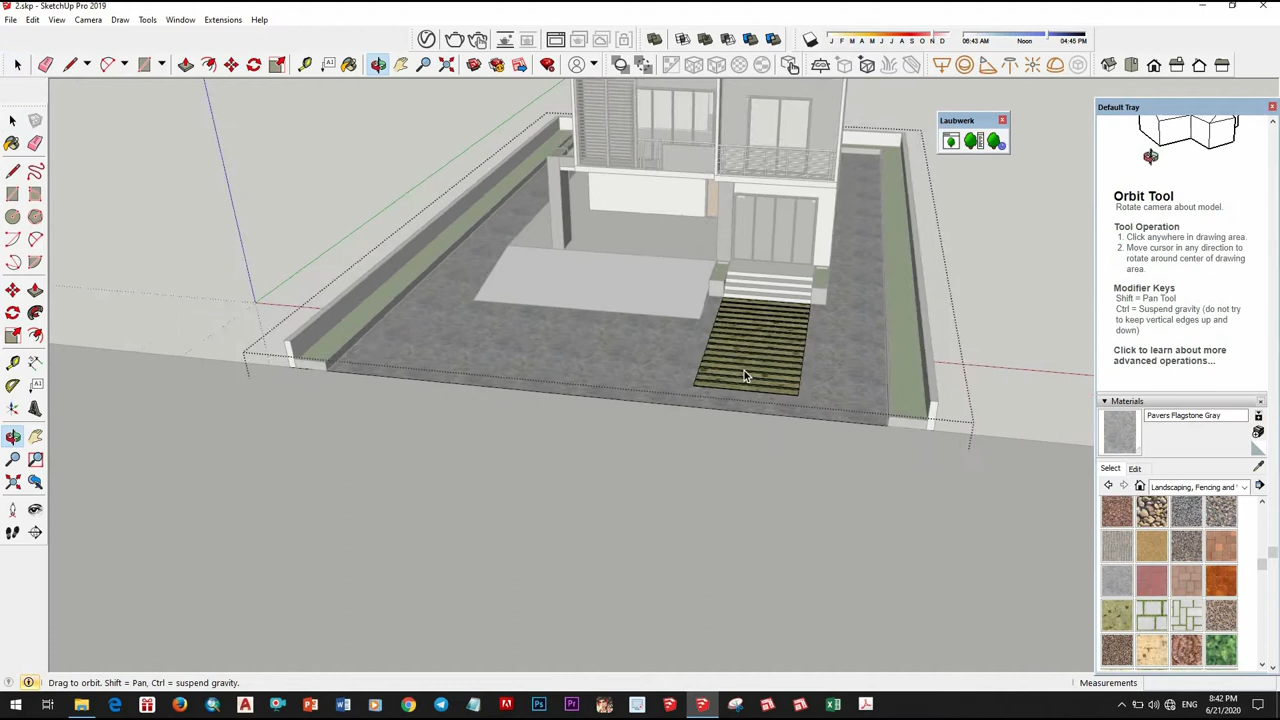 2.skp - SketchUp Pro 2019
File Edit View Camera Draw Tools Window Extensions Help
J F M A M J J A S O N D
06:43 AM Noon 04:45 PM
Default Tray
Laubwerk
Orbit Tool
Rotate camera about model.
Tool Operation
1. Click anywhere in drawing area.
2. Move cursor in any direction to
rotate around center of drawing
area.
Modifier Keys
Shift = Pan Tool
Ctrl = Suspend gravity (do not try
to keep vertical edges up and
down)
Click to learn about more
advanced operations...
Materials
Pavers Flagstone Gray
Select Edit
Landscaping, Fencing and
Drag to orbit. Shift = Pan, Ctrl = suspend gravity.
Measurements
ENG
8:42 PM
6/21/2020